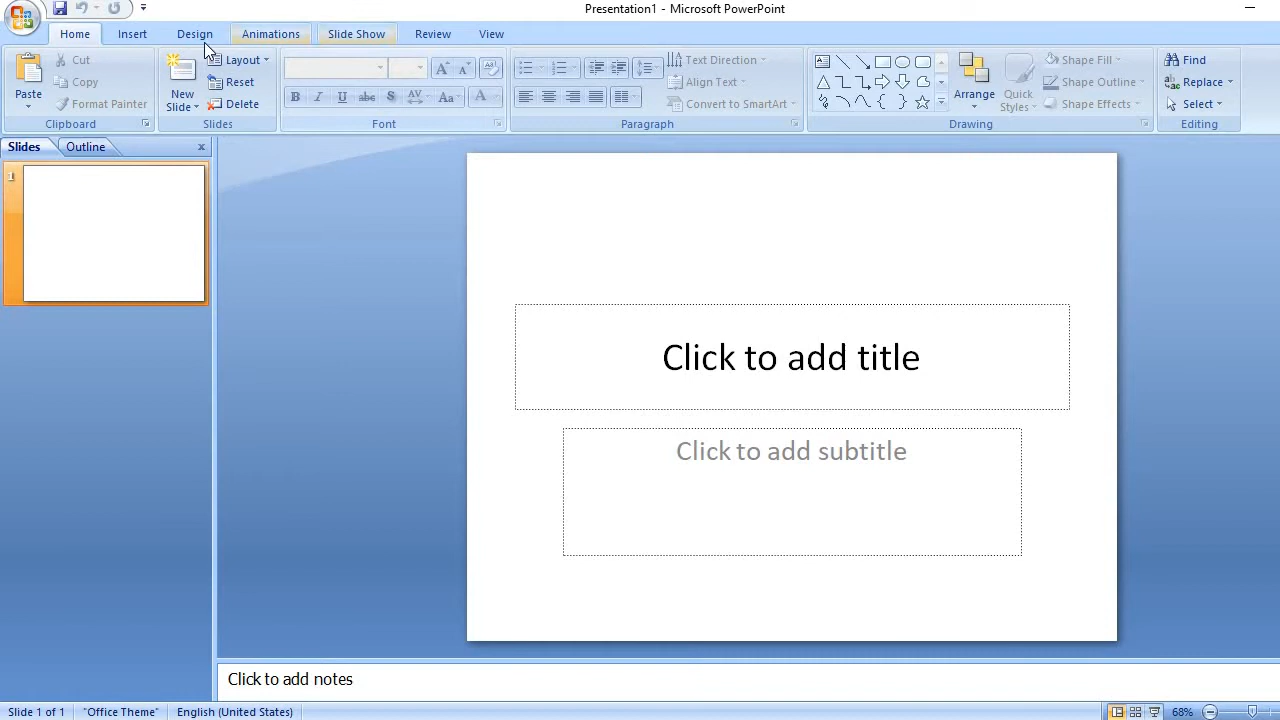 Presentation1 - Microsoft PowerPoint
Home Insert Design Animations Slide Show Review View
Paste
Cut
Copy
Format Painter
Clipboard
New Slide
Layout
Reset
Delete
Slides
B I U S AV Aa A
Font
Text Direction
Align Text
Convert to SmartArt
Paragraph
Arrange
Quick Styles
Shape Fill
Shape Outline
Shape Effects
Drawing
Find
Replace
Select
Editing
Slides Outline x
1
Click to add title
Click to add subtitle
Click to add notes
Slide 1 of 1 "Office Theme" English (United States) 68%